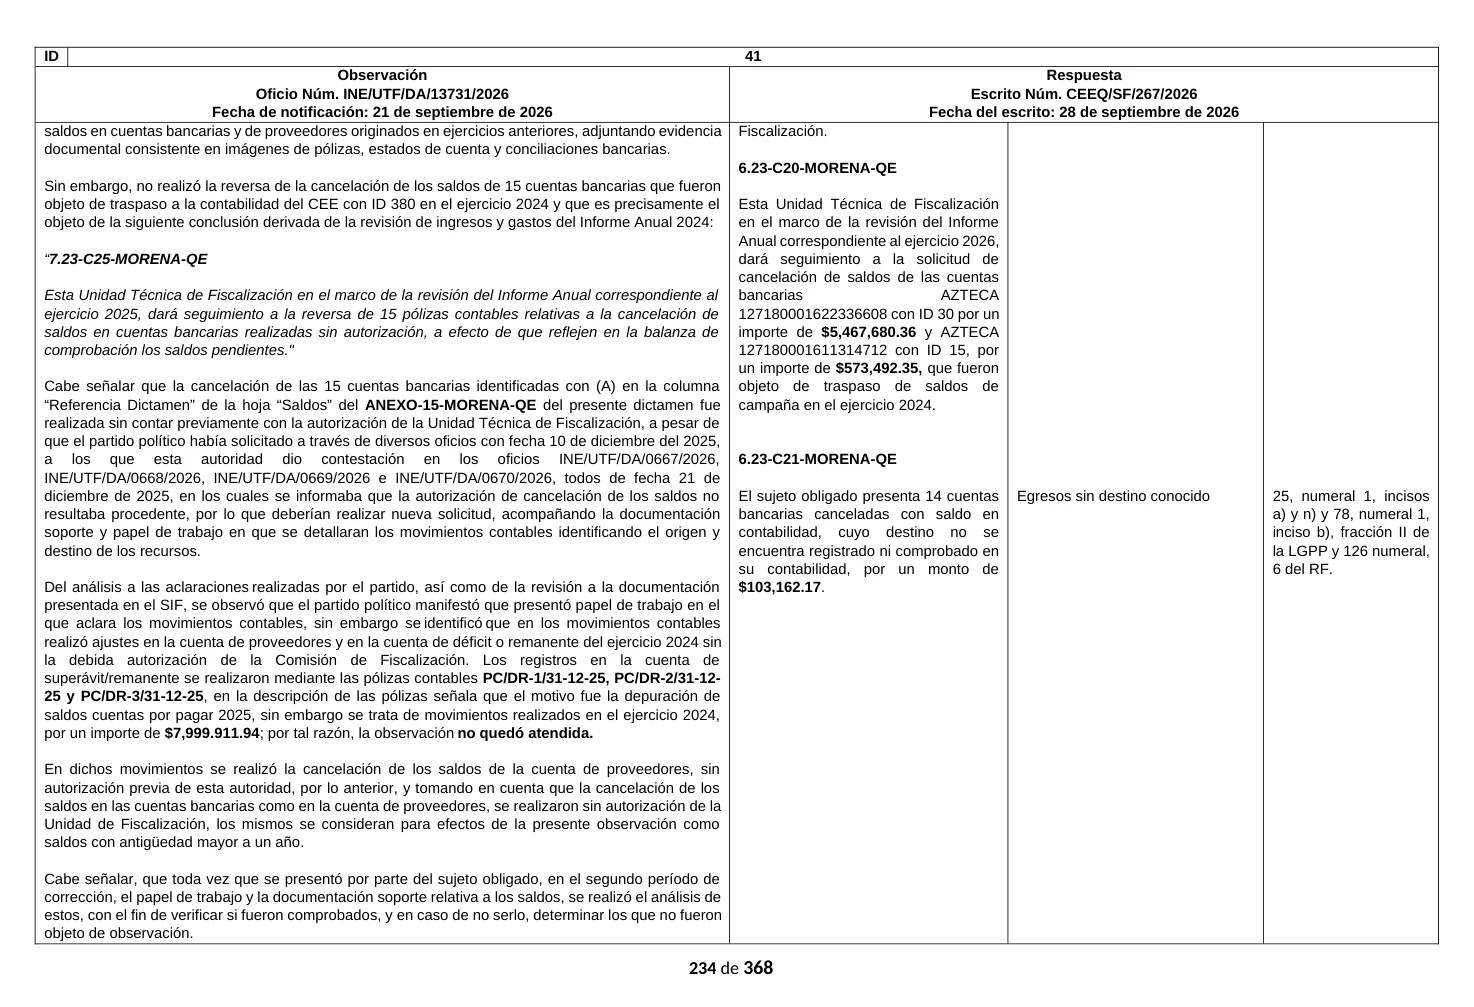 ID 41
Observación
Oficio Núm. INE/UTF/DA/13731/2026
Fecha de notificación: 21 de septiembre de 2026
Respuesta
Escrito Núm. CEEQ/SF/267/2026
Fecha del escrito: 28 de septiembre de 2026
saldos en cuentas bancarias y de proveedores originados en ejercicios anteriores, adjuntando evidencia
documental consistente en imágenes de pólizas, estados de cuenta y conciliaciones bancarias.
Sin embargo, no realizó la reversa de la cancelación de los saldos de 15 cuentas bancarias que fueron
objeto de traspaso a la contabilidad del CEE con ID 380 en el ejercicio 2024 y que es precisamente el
objeto de la siguiente conclusión derivada de la revisión de ingresos y gastos del Informe Anual 2024:
“7.23-C25-MORENA-QE
Esta Unidad Técnica de Fiscalización en el marco de la revisión del Informe Anual correspondiente al
ejercicio 2025, dará seguimiento a la reversa de 15 pólizas contables relativas a la cancelación de
saldos en cuentas bancarias realizadas sin autorización, a efecto de que reflejen en la balanza de
comprobación los saldos pendientes."
Cabe señalar que la cancelación de las 15 cuentas bancarias identificadas con (A) en la columna
“Referencia Dictamen” de la hoja “Saldos” del ANEXO-15-MORENA-QE del presente dictamen fue
realizada sin contar previamente con la autorización de la Unidad Técnica de Fiscalización, a pesar de
que el partido político había solicitado a través de diversos oficios con fecha 10 de diciembre del 2025,
a los que esta autoridad dio contestación en los oficios INE/UTF/DA/0667/2026,
INE/UTF/DA/0668/2026, INE/UTF/DA/0669/2026 e INE/UTF/DA/0670/2026, todos de fecha 21 de
diciembre de 2025, en los cuales se informaba que la autorización de cancelación de los saldos no
resultaba procedente, por lo que deberían realizar nueva solicitud, acompañando la documentación
soporte y papel de trabajo en que se detallaran los movimientos contables identificando el origen y
destino de los recursos.
Del análisis a las aclaraciones realizadas por el partido, así como de la revisión a la documentación
presentada en el SIF, se observó que el partido político manifestó que presentó papel de trabajo en el
que aclara los movimientos contables, sin embargo se identificó que en los movimientos contables
realizó ajustes en la cuenta de proveedores y en la cuenta de déficit o remanente del ejercicio 2024 sin
la debida autorización de la Comisión de Fiscalización. Los registros en la cuenta de
superávit/remanente se realizaron mediante las pólizas contables PC/DR-1/31-12-25, PC/DR-2/31-12-
25 y PC/DR-3/31-12-25, en la descripción de las pólizas señala que el motivo fue la depuración de
saldos cuentas por pagar 2025, sin embargo se trata de movimientos realizados en el ejercicio 2024,
por un importe de $7,999.911.94; por tal razón, la observación no quedó atendida.
En dichos movimientos se realizó la cancelación de los saldos de la cuenta de proveedores, sin
autorización previa de esta autoridad, por lo anterior, y tomando en cuenta que la cancelación de los
saldos en las cuentas bancarias como en la cuenta de proveedores, se realizaron sin autorización de la
Unidad de Fiscalización, los mismos se consideran para efectos de la presente observación como
saldos con antigüedad mayor a un año.
Cabe señalar, que toda vez que se presentó por parte del sujeto obligado, en el segundo período de
corrección, el papel de trabajo y la documentación soporte relativa a los saldos, se realizó el análisis de
estos, con el fin de verificar si fueron comprobados, y en caso de no serlo, determinar los que no fueron
objeto de observación.
Fiscalización.
6.23-C20-MORENA-QE
Esta Unidad Técnica de Fiscalización
en el marco de la revisión del Informe
Anual correspondiente al ejercicio 2026,
dará seguimiento a la solicitud de
cancelación de saldos de las cuentas
bancarias AZTECA
127180001622336608 con ID 30 por un
importe de $5,467,680.36 y AZTECA
127180001611314712 con ID 15, por
un importe de $573,492.35, que fueron
objeto de traspaso de saldos de
campaña en el ejercicio 2024.
6.23-C21-MORENA-QE
El sujeto obligado presenta 14 cuentas
bancarias canceladas con saldo en
contabilidad, cuyo destino no se
encuentra registrado ni comprobado en
su contabilidad, por un monto de
$103,162.17.
Egresos sin destino conocido
25, numeral 1, incisos
a) y n) y 78, numeral 1,
inciso b), fracción II de
la LGPP y 126 numeral,
6 del RF.
234 de 368